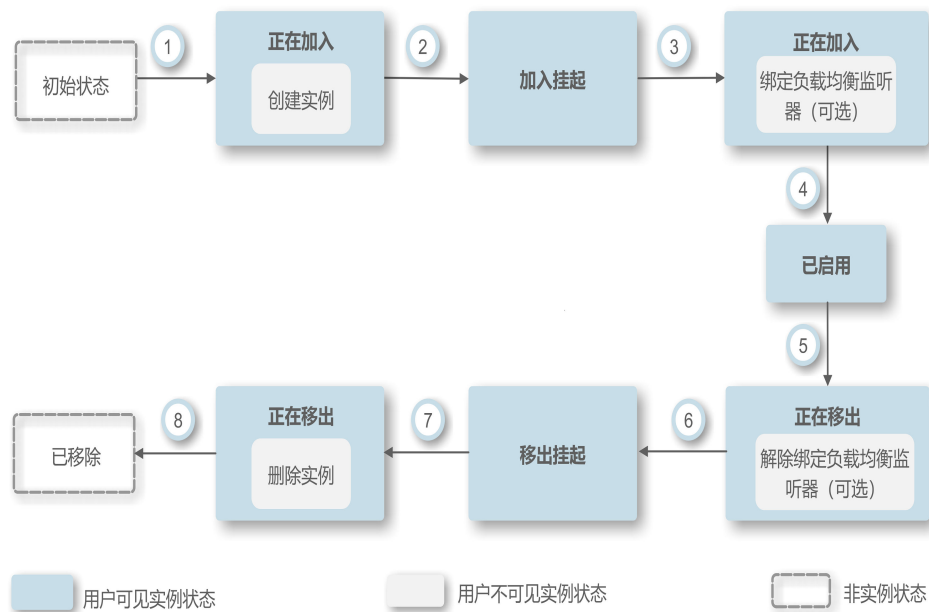 初始状态
1
正在加入
创建实例
2
加入挂起
3
正在加入
绑定负载均衡监听
器（可选）
4
已启用
5
正在移出
解除绑定负载均衡监
听器（可选）
6
移出挂起
7
正在移出
删除实例
8
已移除
用户可见实例状态
用户不可见实例状态
非实例状态